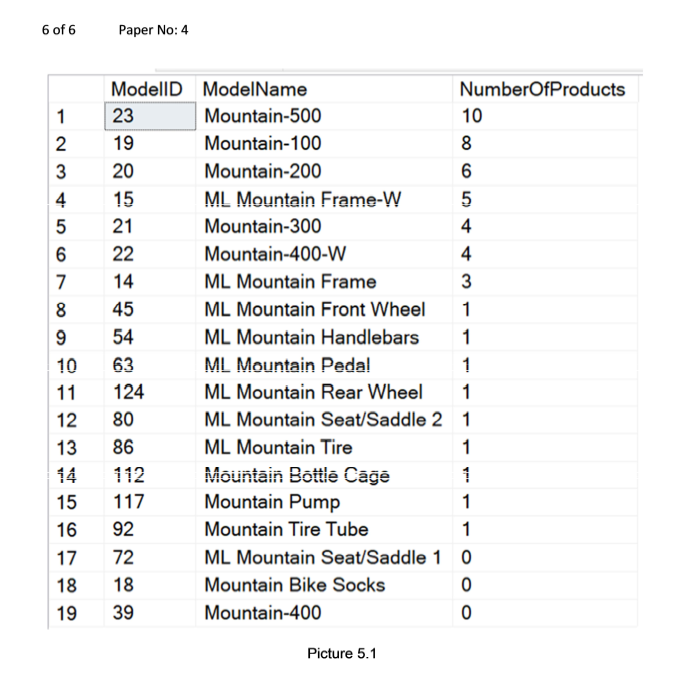 6 of 6 Paper No: 4
ModelID ModelName NumberOfProducts
1 23 Mountain-500 10
2 19 Mountain-100 8
3 20 Mountain-200 6
4 15 ML Mountain Frame-W 5
5 21 Mountain-300 4
6 22 Mountain-400-W 4
7 14 ML Mountain Frame 3
8 45 ML Mountain Front Wheel 1
9 54 ML Mountain Handlebars 1
10 63 ML Mountain Pedal 1
11 124 ML Mountain Rear Wheel 1
12 80 ML Mountain Seat/Saddle 2 1
13 86 ML Mountain Tire 1
14 112 Mountain Bottle Cage 1
15 117 Mountain Pump 1
16 92 Mountain Tire Tube 1
17 72 ML Mountain Seat/Saddle 1 0
18 18 Mountain Bike Socks 0
19 39 Mountain-400 0
Picture 5.1